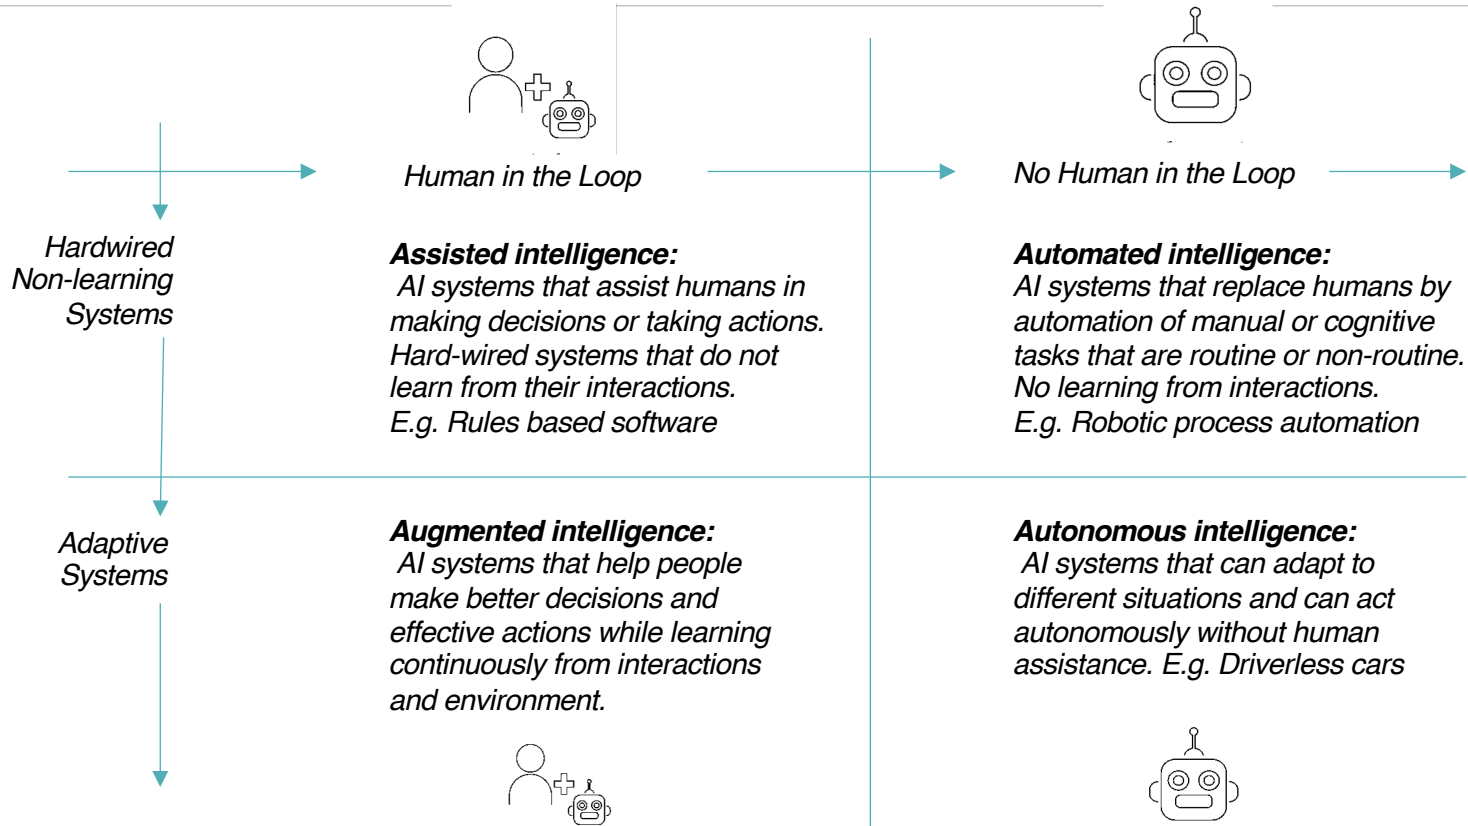 Human in the Loop
No Human in the Loop
Hardwired
Non-learning
Systems
Assisted intelligence:
AI systems that assist humans in
making decisions or taking actions.
Hard-wired systems that do not
learn from their interactions.
E.g. Rules based software
Automated intelligence:
AI systems that replace humans by
automation of manual or cognitive
tasks that are routine or non-routine.
No learning from interactions.
E.g. Robotic process automation
Adaptive
Systems
Augmented intelligence:
AI systems that help people
make better decisions and
effective actions while learning
continuously from interactions
and environment.
Autonomous intelligence:
AI systems that can adapt to
different situations and can act
autonomously without human
assistance. E.g. Driverless cars